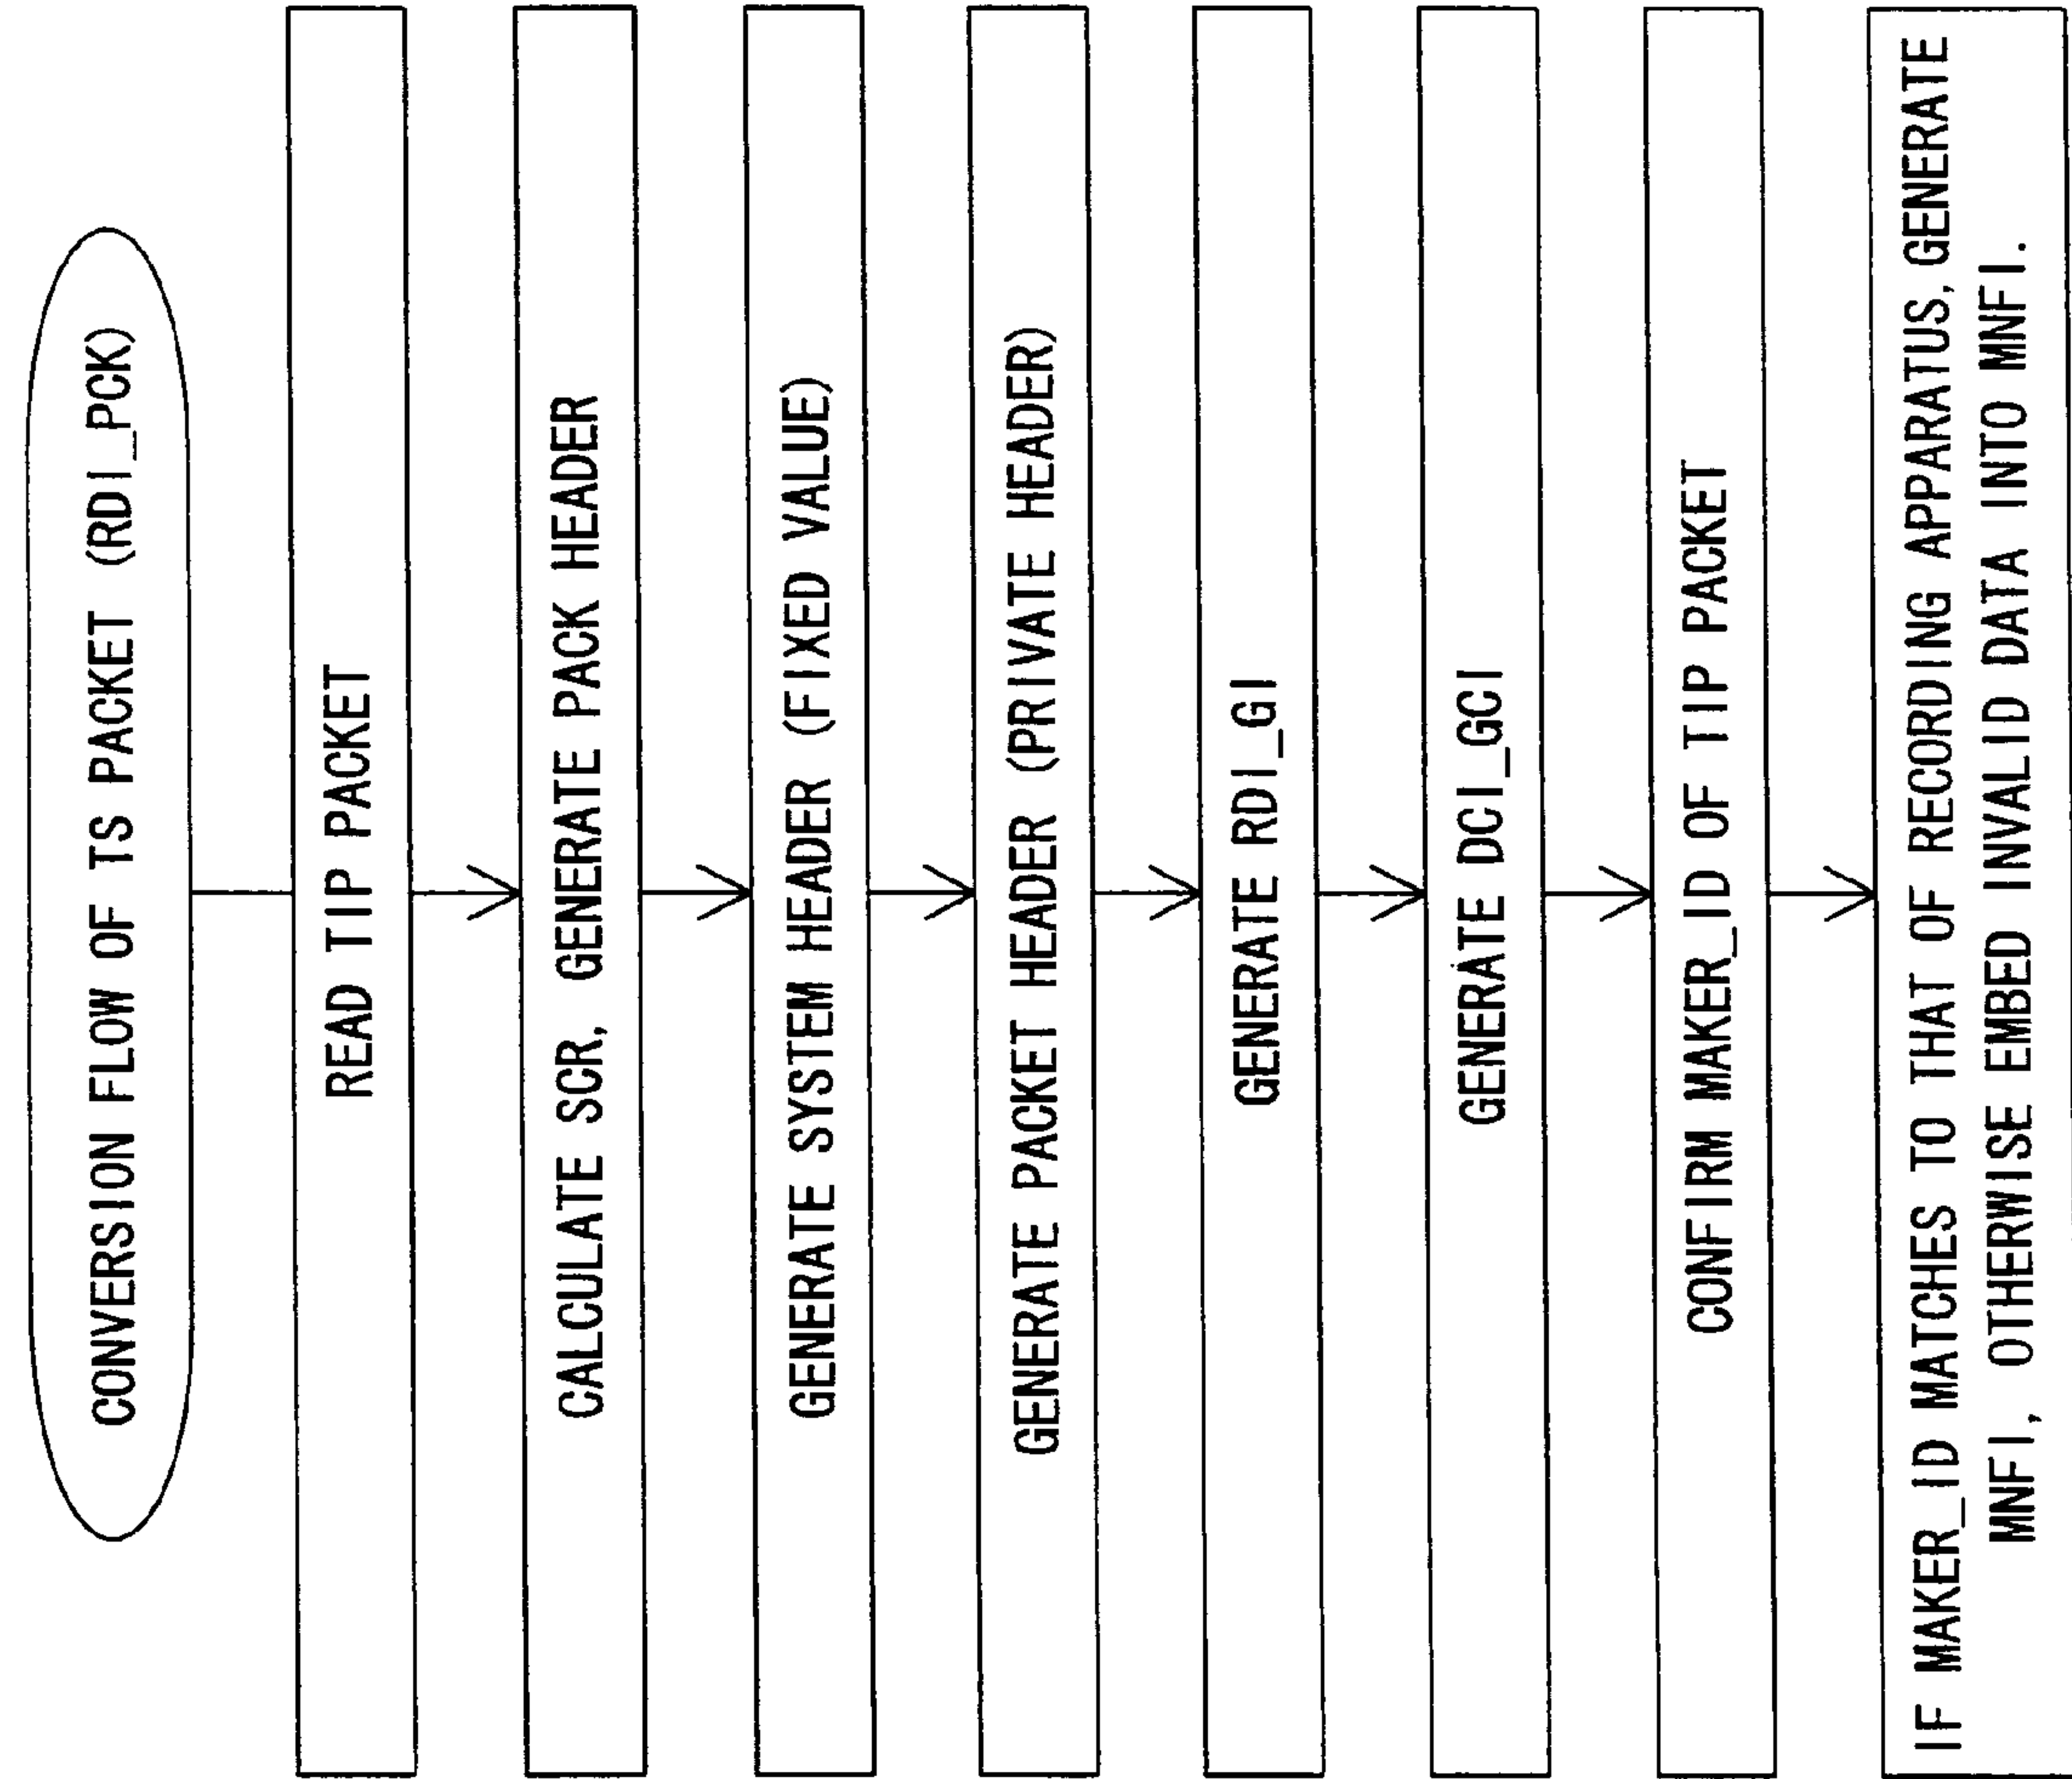 CONVERSION FLOW OF TS PACKET (RDI_PCK)
READ TIP PACKET
CALCULATE SCR, GENERATE PACK HEADER
GENERATE SYSTEM HEADER (FIXED VALUE)
GENERATE PACKET HEADER (PRIVATE HEADER)
GENERATE RDI_GI
GENERATE DCI_GCI
CONFIRM MAKER_ID OF TIP PACKET
IF MAKER_ID MATCHES TO THAT OF RECORDING APPARATUS, GENERATE
MNFI, OTHERWISE EMBED INVALID DATA INTO MNFI.